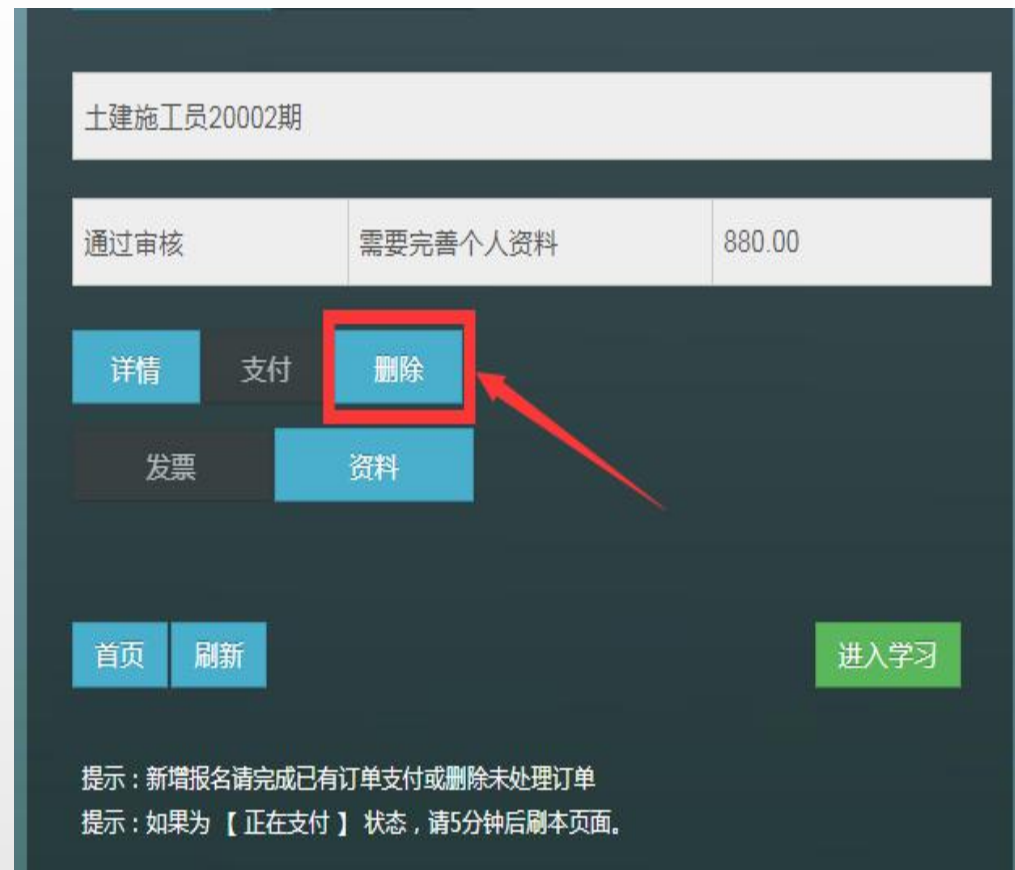 土建施工员20002期
通过审核 需要完善个人资料 880.00
详情 支付 删除
发票 资料
首页 刷新 进入学习
提示：新增报名请完成已有订单支付或删除未处理订单
提示：如果为【正在支付】状态，请5分钟后刷本页面。